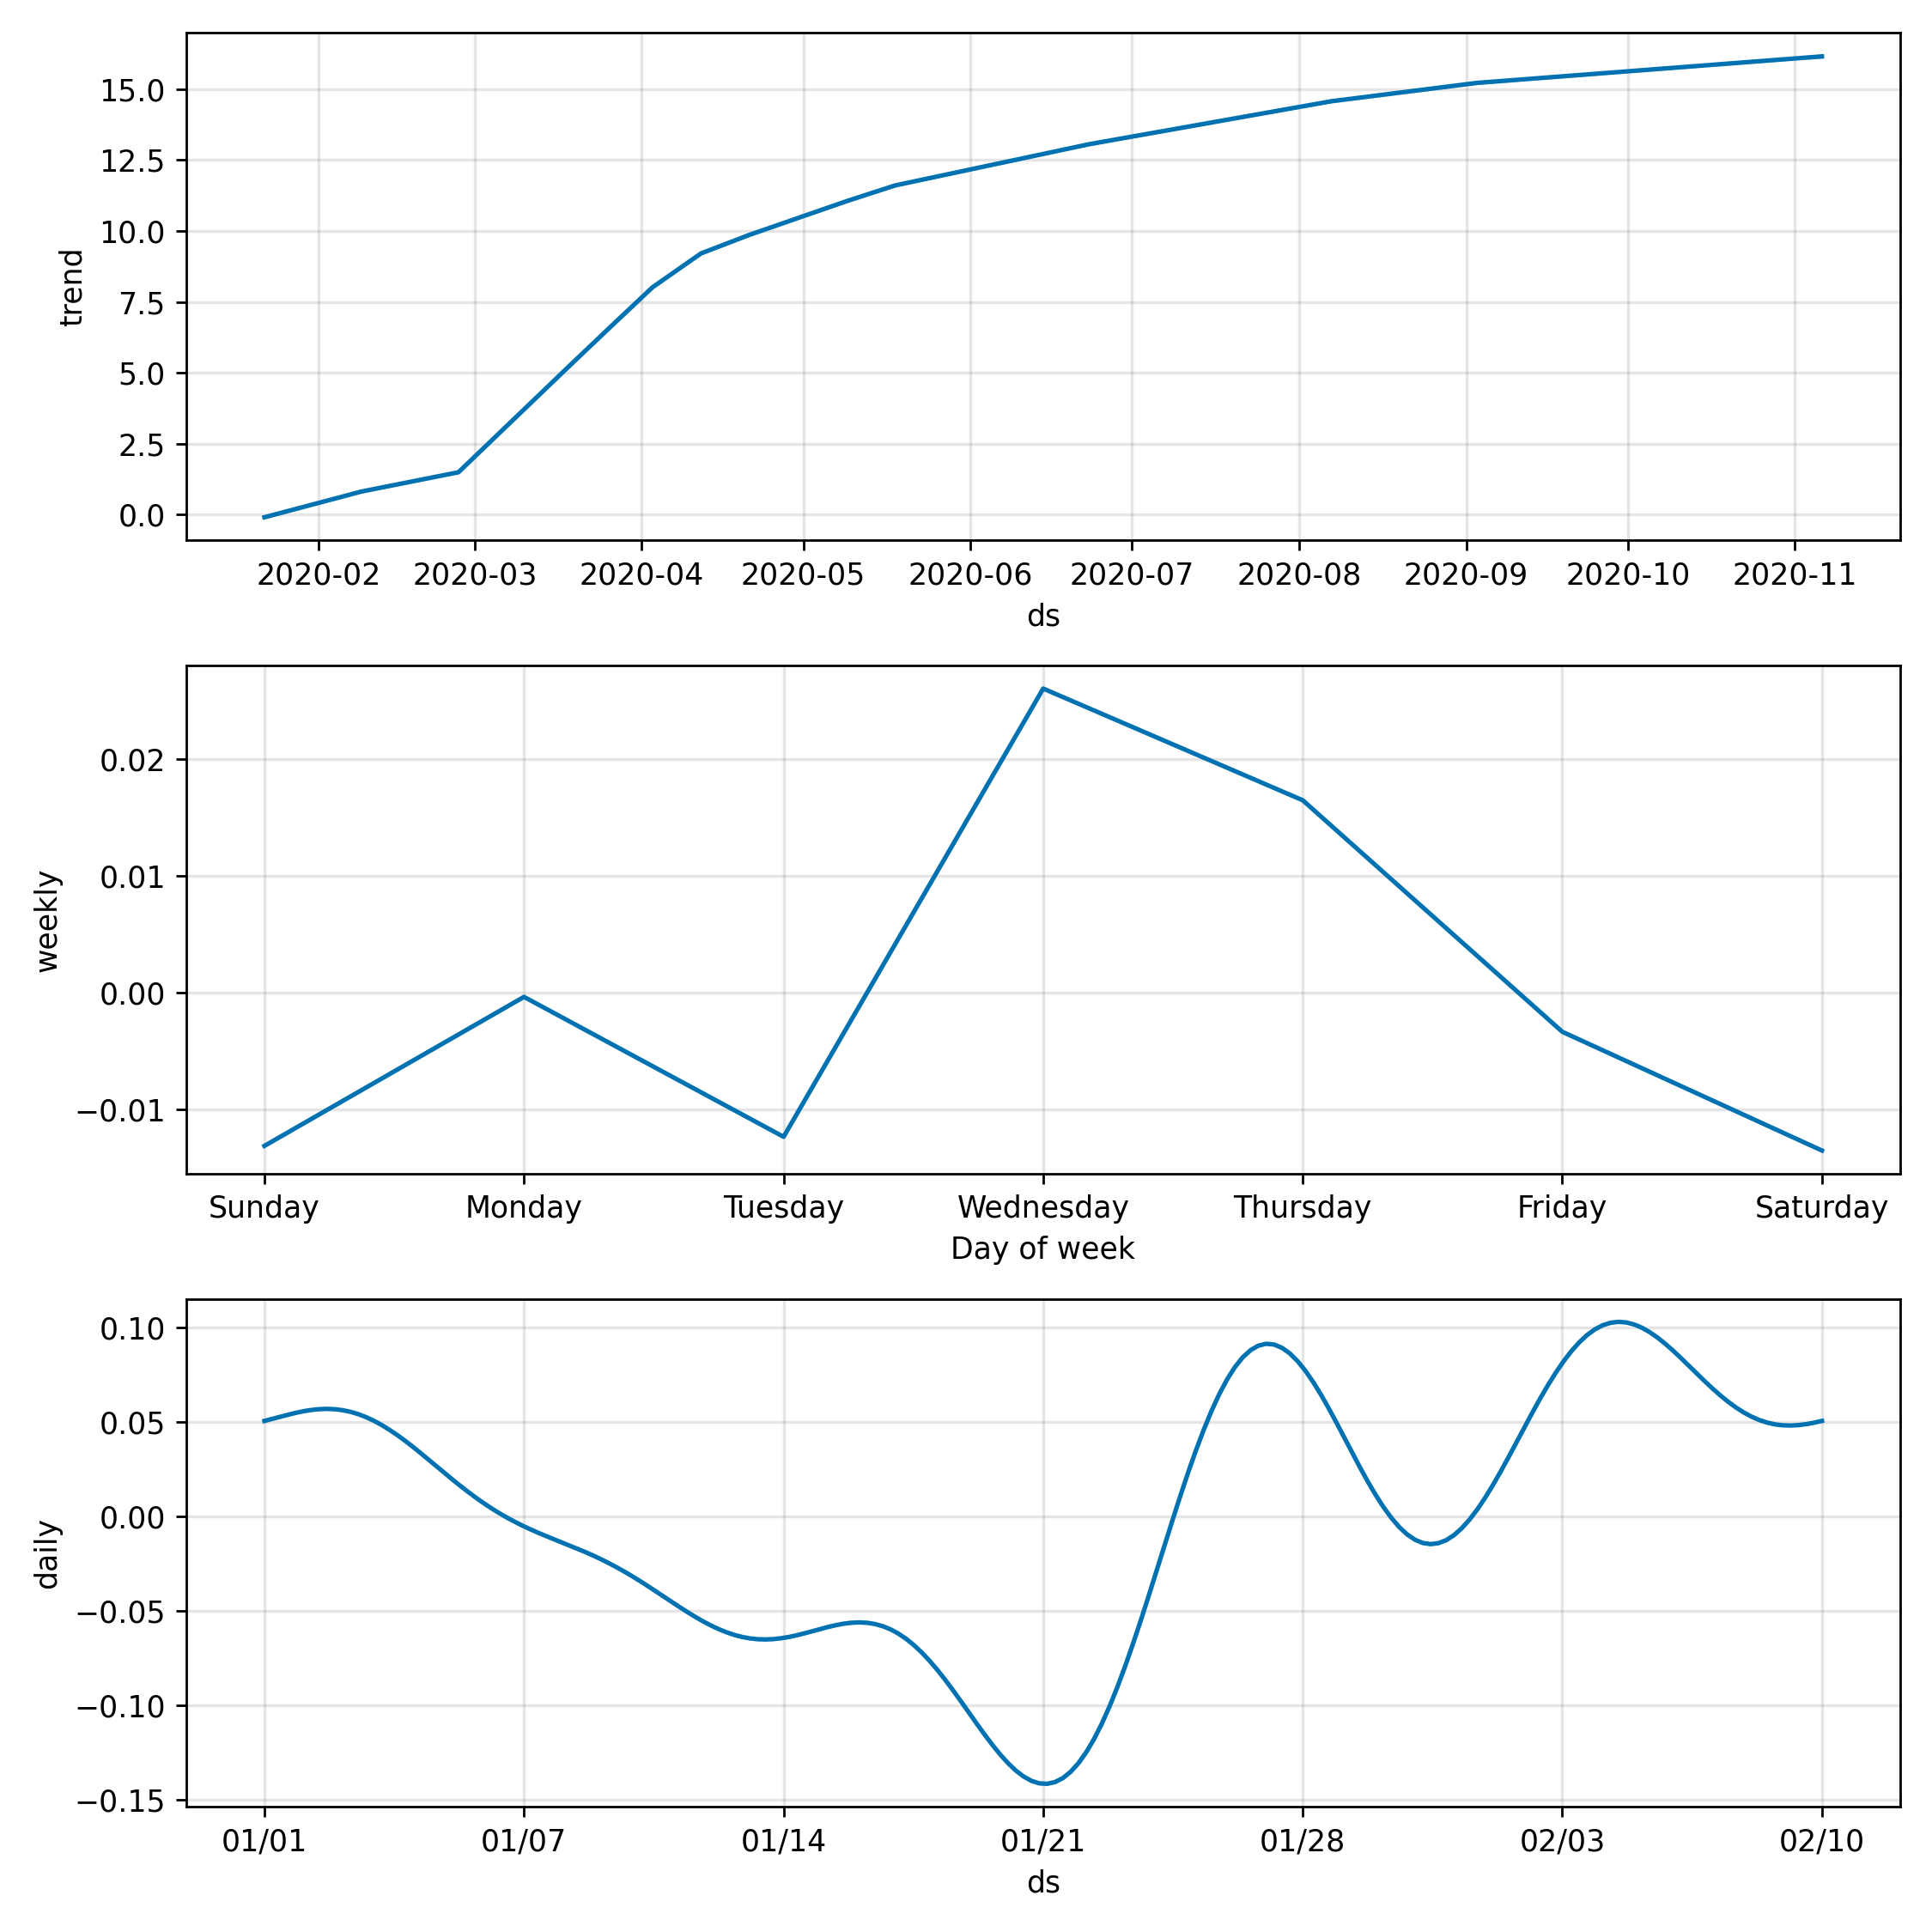 15.0
12.5
10.0
7.5
5.0
2.5
0.0
trend
2020-02 2020-03 2020-04 2020-05 2020-06 2020-07 2020-08 2020-09 2020-10 2020-11
ds
0.02
0.01
0.00
−0.01
weekly
Sunday Monday Tuesday Wednesday Thursday Friday Saturday
Day of week
0.10
0.05
0.00
−0.05
−0.10
−0.15
daily
01/01 01/07 01/14 01/21 01/28 02/03 02/10
ds